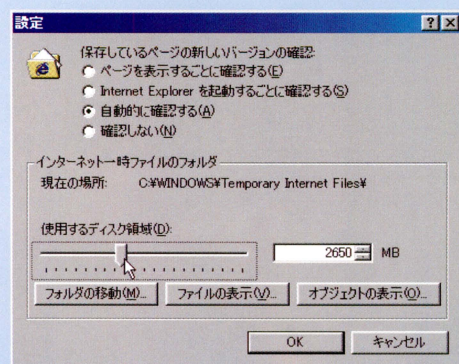 設定
保存しているページの新しいバージョンの確認:
ページを表示するごとに確認する(E)
Internet Explorer を起動するごとに確認する(S)
自動的に確認する(A)
確認しない(N)
インターネット一時ファイルのフォルダ
現在の場所: C:¥WINDOWS¥Temporary Internet Files¥
使用するディスク領域(D):
2650 MB
フォルダの移動(M)... ファイルの表示(V)... オブジェクトの表示(O)...
OK キャンセル